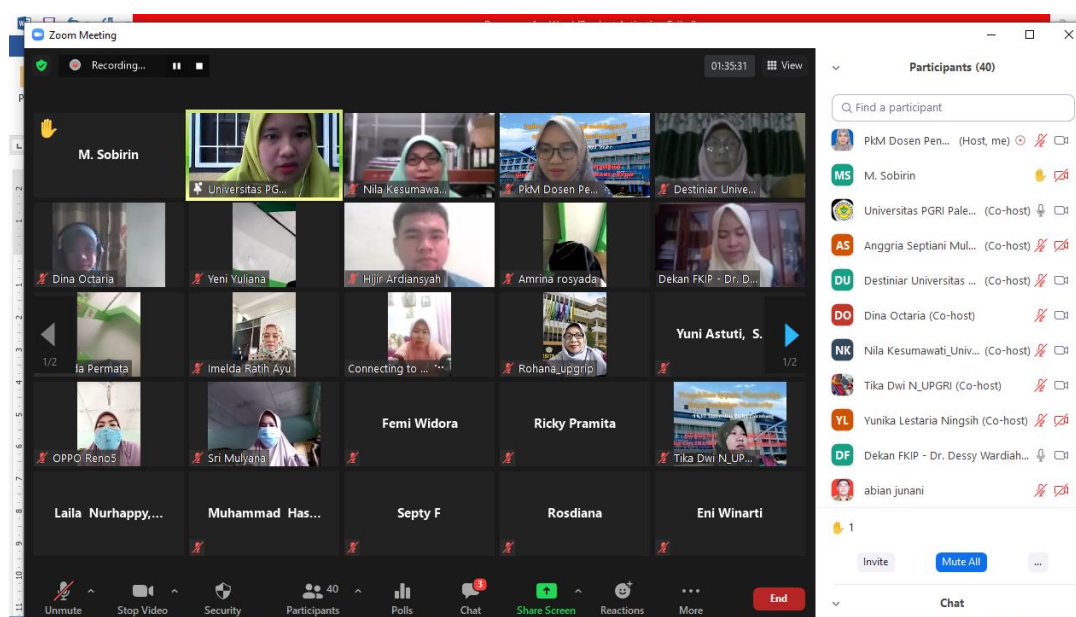 Zoom Meeting
Recording...
01:35:31
View
M. Sobirin
Universitas PG...
Nila Kesumawa...
PkM Dosen Pe...
Destiniar Unive...
Dina Octaria
Yeni Yuliana
Hijir Ardiansyah
Amrina rosyada
Dekan FKIP - Dr. D...
1/2
da Permata
Imelda Ratih Ayu
Connecting to ...
Rohana_upgrip
Yuni Astuti, S.
1/2
OPPO Reno5
Sri Mulyana
Femi Widora
Ricky Pramita
Tika Dwi N_UP...
Laila Nurhappy,...
Muhammad Has...
Septy F
Rosdiana
Eni Winarti
Unmute
Stop Video
Security
40
Participants
Polls
3
Chat
Share Screen
Reactions
More
End
Participants (40)
Find a participant
PkM Dosen Pen... (Host, me)
MS M. Sobirin
Universitas PGRI Pale... (Co-host)
AS Anggria Septiani Mul... (Co-host)
DU Destiniar Universitas ... (Co-host)
DO Dina Octaria (Co-host)
NK Nila Kesumawati_Univ... (Co-host)
Tika Dwi N_UPGRI (Co-host)
YL Yunika Lestaria Ningsih (Co-host)
DF Dekan FKIP - Dr. Dessy Wardiah...
abian junani
1
Invite
Mute All
...
Chat